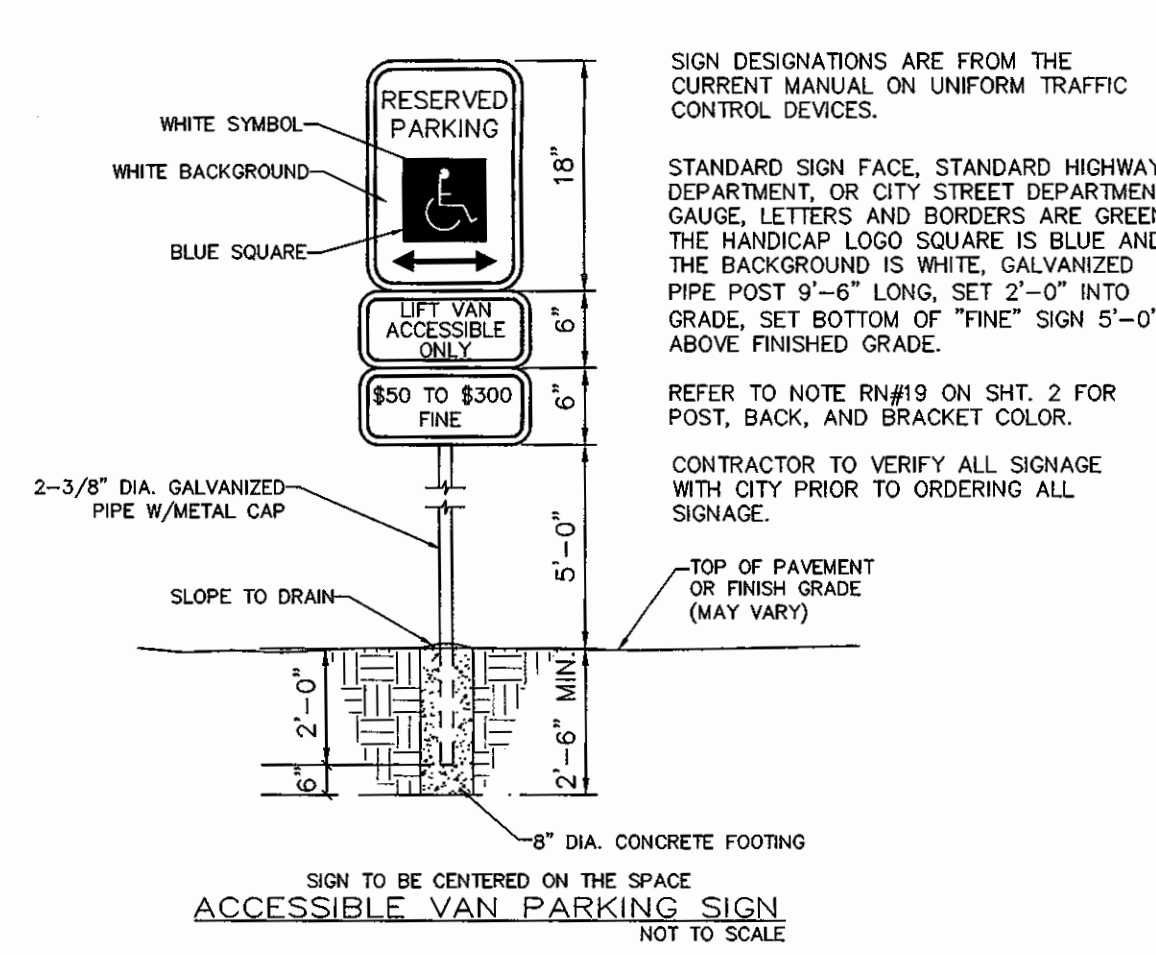 RESERVED
PARKING
WHITE SYMBOL
WHITE BACKGROUND
BLUE SQUARE
18"
LIFT VAN
ACCESSIBLE
ONLY
6"
$50 TO $300
FINE
6"
2-3/8" DIA. GALVANIZED
PIPE W/METAL CAP
5'-0"
SLOPE TO DRAIN
TOP OF PAVEMENT
OR FINISH GRADE
(MAY VARY)
2'-0"
6"
2'-6" MIN.
8" DIA. CONCRETE FOOTING
SIGN DESIGNATIONS ARE FROM THE
CURRENT MANUAL ON UNIFORM TRAFFIC
CONTROL DEVICES.
STANDARD SIGN FACE, STANDARD HIGHWAY
DEPARTMENT, OR CITY STREET DEPARTMEN
GAUGE, LETTERS AND BORDERS ARE GREEN
THE HANDICAP LOGO SQUARE IS BLUE AND
THE BACKGROUND IS WHITE, GALVANIZED
PIPE POST 9'-6" LONG, SET 2'-0" INTO
GRADE, SET BOTTOM OF "FINE" SIGN 5'-0"
ABOVE FINISHED GRADE.
REFER TO NOTE RN#19 ON SHT. 2 FOR
POST, BACK, AND BRACKET COLOR.
CONTRACTOR TO VERIFY ALL SIGNAGE
WITH CITY PRIOR TO ORDERING ALL
SIGNAGE.
SIGN TO BE CENTERED ON THE SPACE
ACCESSIBLE VAN PARKING SIGN
NOT TO SCALE